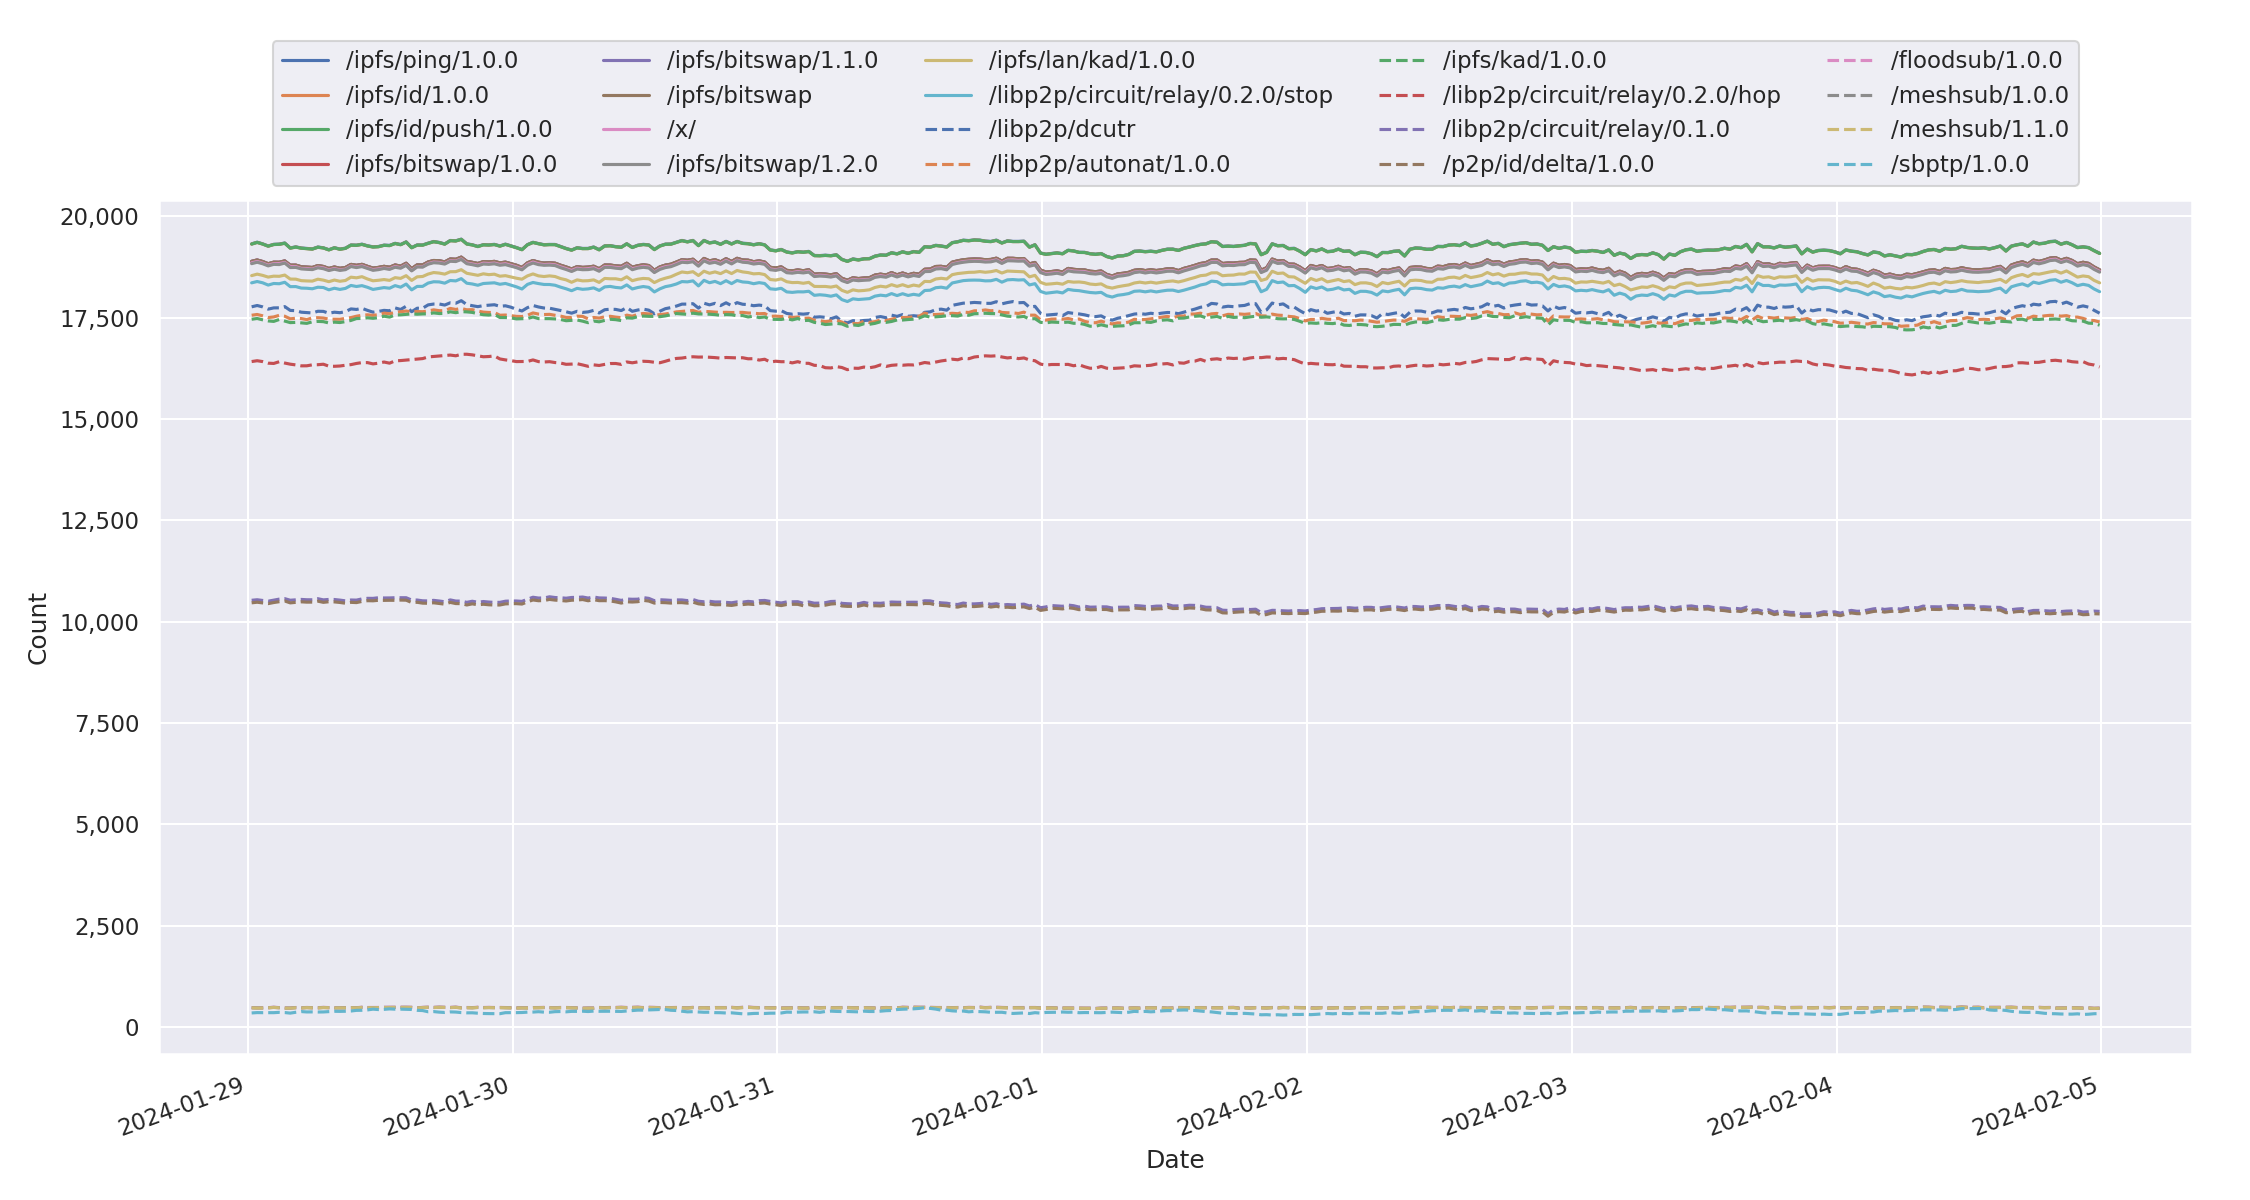 /ipfs/ping/1.0.0
/ipfs/id/1.0.0
/ipfs/id/push/1.0.0
/ipfs/bitswap/1.0.0
/ipfs/bitswap/1.1.0
/ipfs/bitswap
/x/
/ipfs/bitswap/1.2.0
/ipfs/lan/kad/1.0.0
/libp2p/circuit/relay/0.2.0/stop
/libp2p/dcutr
/libp2p/autonat/1.0.0
/ipfs/kad/1.0.0
/libp2p/circuit/relay/0.2.0/hop
/libp2p/circuit/relay/0.1.0
/p2p/id/delta/1.0.0
/floodsub/1.0.0
/meshsub/1.0.0
/meshsub/1.1.0
/sbptp/1.0.0
20,000
17,500
15,000
12,500
10,000
7,500
5,000
2,500
0
Count
2024-01-29
2024-01-30
2024-01-31
2024-02-01
2024-02-02
2024-02-03
2024-02-04
2024-02-05
Date